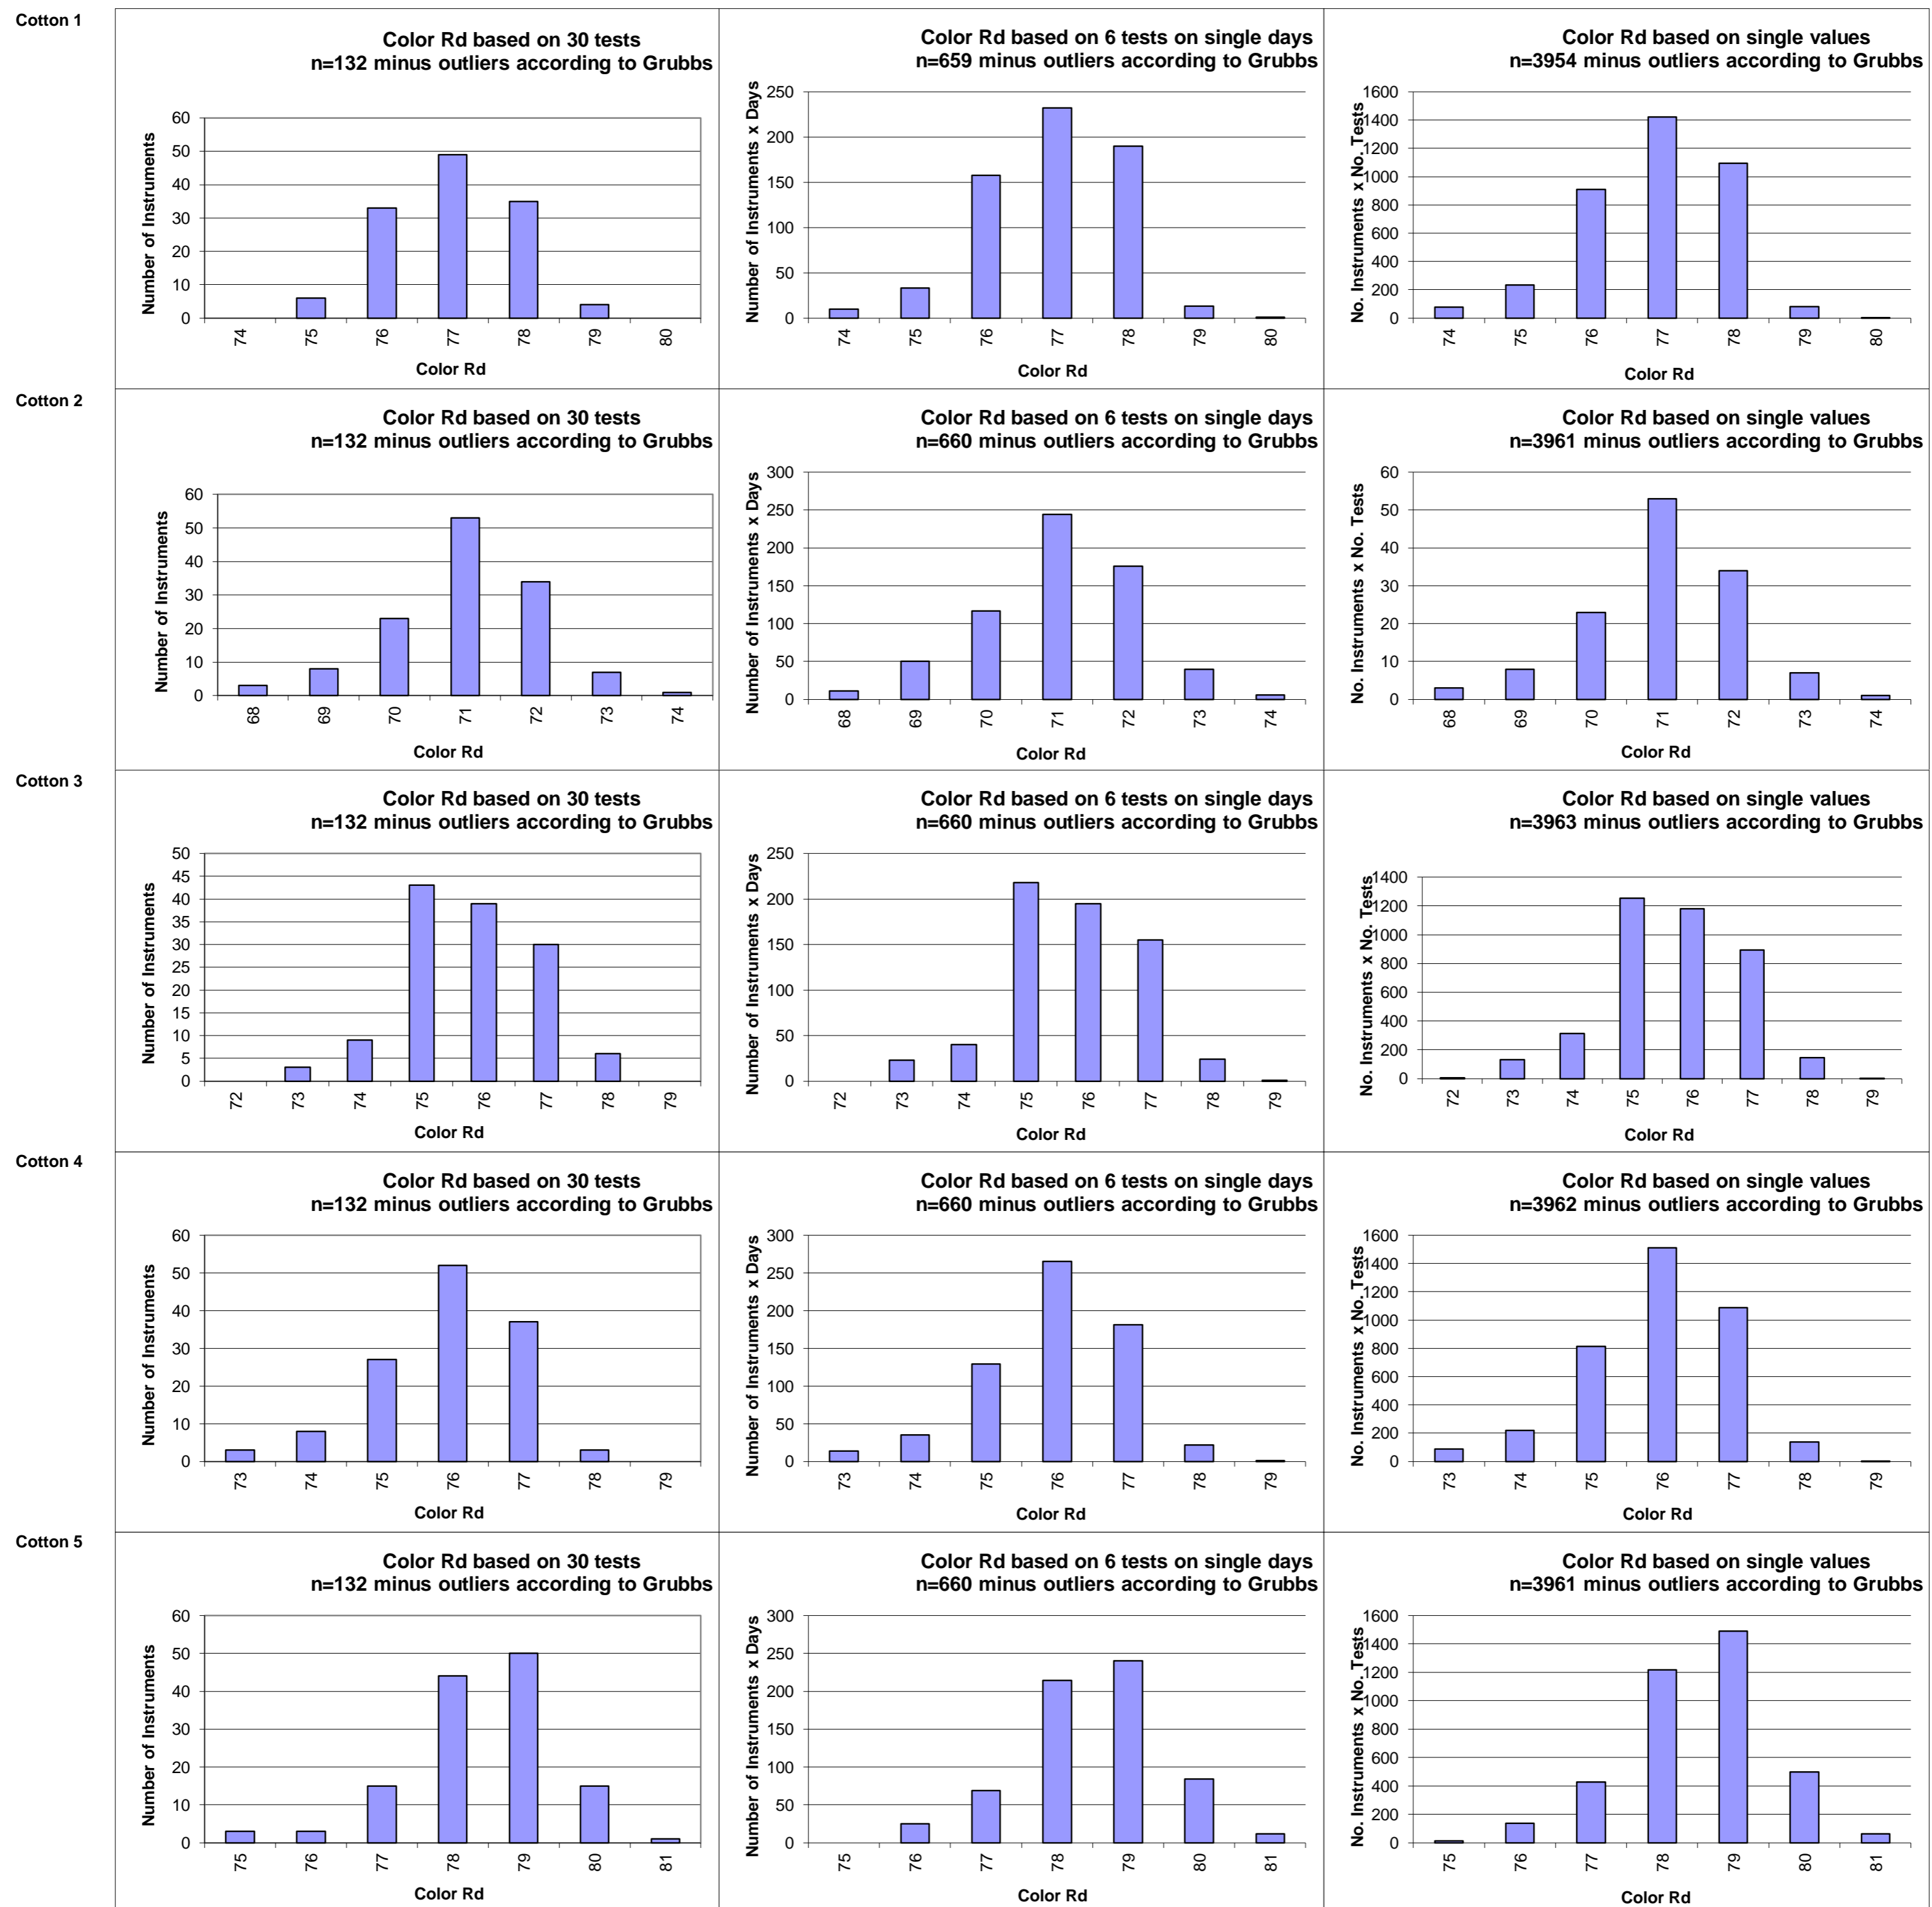 Cotton 1
Color Rd based on 30 tests
n=132 minus outliers according to Grubbs
Number of Instruments
60
50
40
30
20
10
0
74 75 76 77 78 79 80
Color Rd
Color Rd based on 6 tests on single days
n=659 minus outliers according to Grubbs
Number of Instruments x Days
250
200
150
100
50
0
74 75 76 77 78 79 80
Color Rd
Color Rd based on single values
n=3954 minus outliers according to Grubbs
No. Instruments x No. Tests
1600
1400
1200
1000
800
600
400
200
0
74 75 76 77 78 79 80
Color Rd
Cotton 2
Color Rd based on 30 tests
n=132 minus outliers according to Grubbs
Number of Instruments
60
50
40
30
20
10
0
68 69 70 71 72 73 74
Color Rd
Color Rd based on 6 tests on single days
n=660 minus outliers according to Grubbs
Number of Instruments x Days
300
250
200
150
100
50
0
68 69 70 71 72 73 74
Color Rd
Color Rd based on single values
n=3961 minus outliers according to Grubbs
No. Instruments x No. Tests
60
50
40
30
20
10
0
68 69 70 71 72 73 74
Color Rd
Cotton 3
Color Rd based on 30 tests
n=132 minus outliers according to Grubbs
Number of Instruments
50
45
40
35
30
25
20
15
10
5
0
72 73 74 75 76 77 78 79
Color Rd
Color Rd based on 6 tests on single days
n=660 minus outliers according to Grubbs
Number of Instruments x Days
250
200
150
100
50
0
72 73 74 75 76 77 78 79
Color Rd
Color Rd based on single values
n=3963 minus outliers according to Grubbs
No. Instruments x No. Tests
1400
1200
1000
800
600
400
200
0
72 73 74 75 76 77 78 79
Color Rd
Cotton 4
Color Rd based on 30 tests
n=132 minus outliers according to Grubbs
Number of Instruments
60
50
40
30
20
10
0
73 74 75 76 77 78 79
Color Rd
Color Rd based on 6 tests on single days
n=660 minus outliers according to Grubbs
Number of Instruments x Days
300
250
200
150
100
50
0
73 74 75 76 77 78 79
Color Rd
Color Rd based on single values
n=3962 minus outliers according to Grubbs
No. Instruments x No. Tests
1600
1400
1200
1000
800
600
400
200
0
73 74 75 76 77 78 79
Color Rd
Cotton 5
Color Rd based on 30 tests
n=132 minus outliers according to Grubbs
Number of Instruments
60
50
40
30
20
10
0
75 76 77 78 79 80 81
Color Rd
Color Rd based on 6 tests on single days
n=660 minus outliers according to Grubbs
Number of Instruments x Days
300
250
200
150
100
50
0
75 76 77 78 79 80 81
Color Rd
Color Rd based on single values
n=3961 minus outliers according to Grubbs
No. Instruments x No. Tests
1600
1400
1200
1000
800
600
400
200
0
75 76 77 78 79 80 81
Color Rd